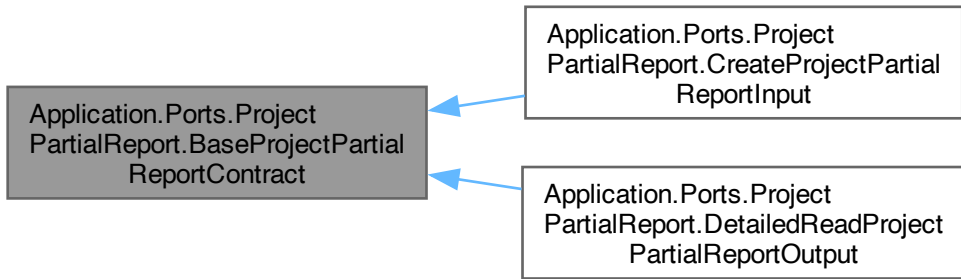 Application.Ports.Project
PartialReport.BaseProjectPartial
ReportContract
Application.Ports.Project
PartialReport.CreateProjectPartial
ReportInput
Application.Ports.Project
PartialReport.DetailedReadProject
PartialReportOutput